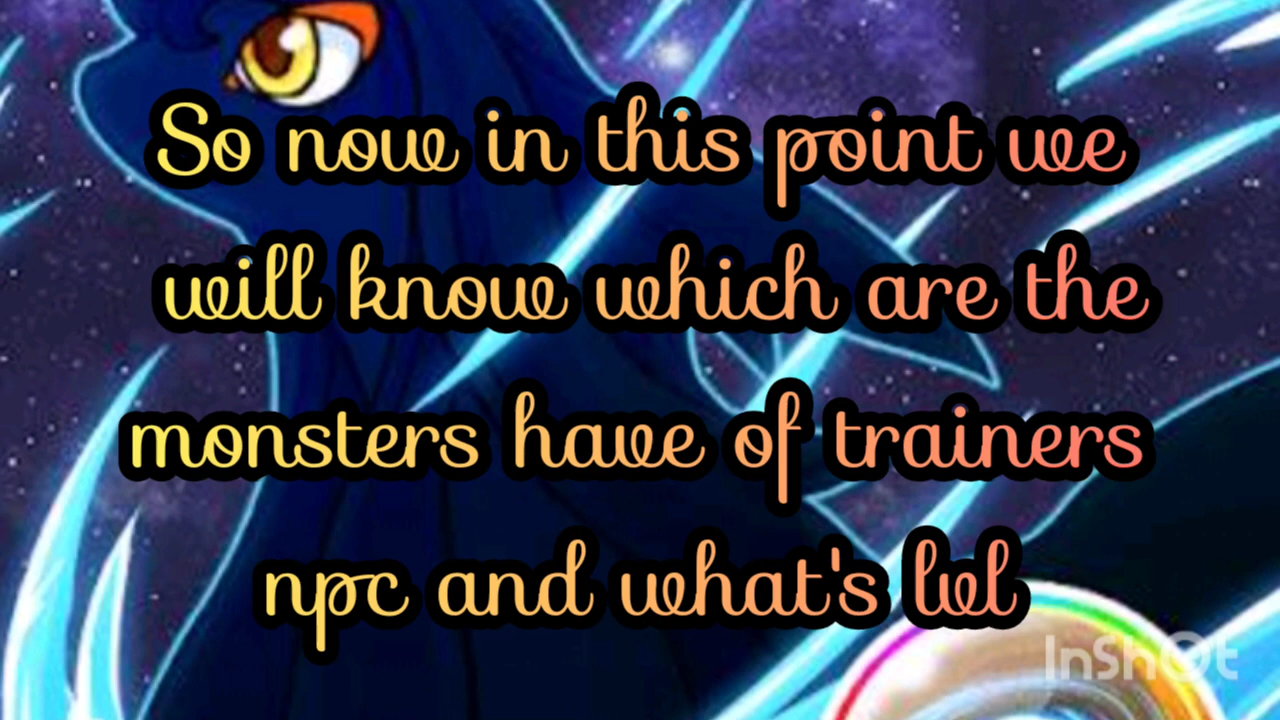 So now in this point we
will know which are the
monsters have of trainers
npc and what's lvl
InShOt